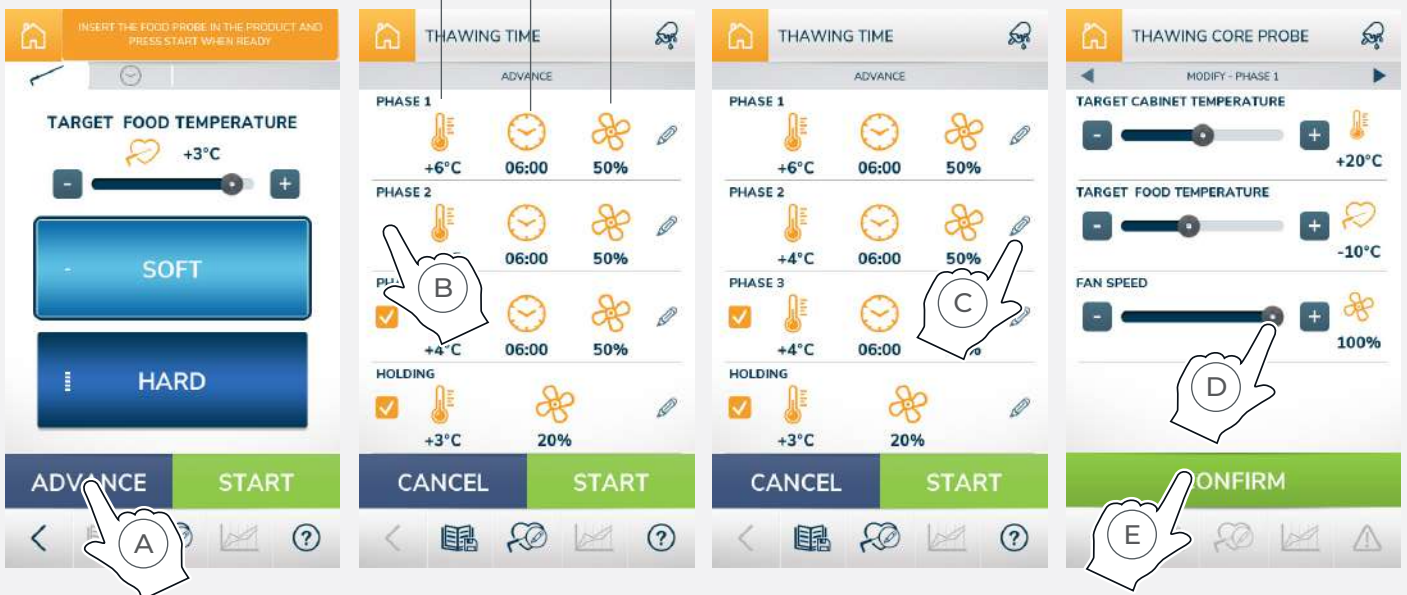 INSERT THE FOOD PROBE IN THE PRODUCT AND
PRESS START WHEN READY
TARGET FOOD TEMPERATURE
+3°C
-
+
- SOFT
HARD
ADVANCE
START
?
A
THAWING TIME
ADVANCE
PHASE 1
+6°C 06:00 50%
PHASE 2
06:00 50%
B
+4°C 06:00 50%
HOLDING
+3°C 20%
CANCEL
START
?
THAWING TIME
ADVANCE
PHASE 1
+6°C 06:00 50%
PHASE 2
+4°C 06:00 50%
C
PHASE 3
+4°C 06:00
HOLDING
+3°C 20%
CANCEL
START
?
THAWING CORE PROBE
MODIFY - PHASE 1
TARGET CABINET TEMPERATURE
-
+
+20°C
TARGET FOOD TEMPERATURE
-
+
-10°C
FAN SPEED
-
+
100%
D
CONFIRM
E